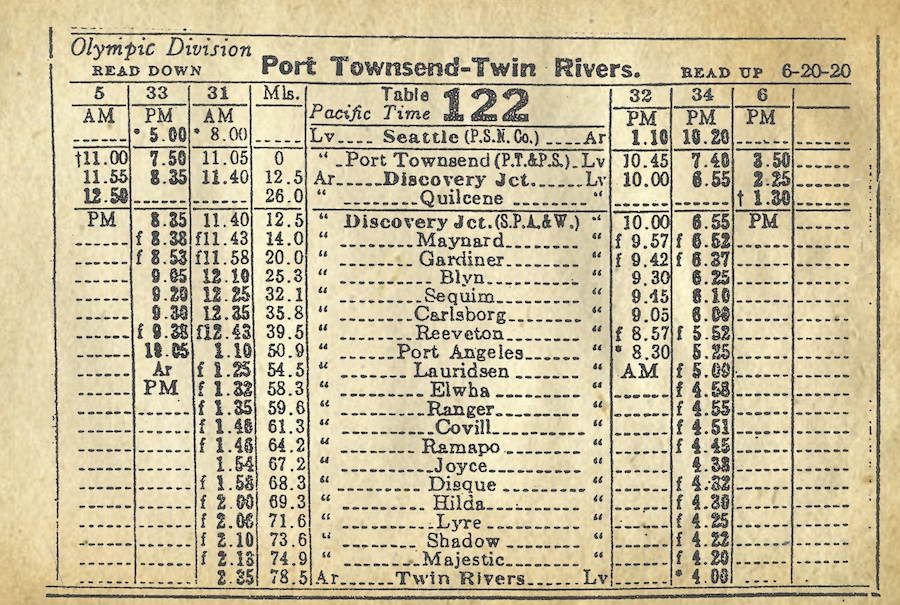 Olympic Division
READ DOWN Port Townsend-Twin Rivers. READ UP 6-20-20
5 33 31 Mls. Table 122 32 34 6
AM PM AM Pacific Time PM PM PM
* 5.00 * 8.00 Lv Seattle (P.S.N. Co.) Ar 1.10 10.20
†11.00 7.50 11.05 0 “ Port Townsend (P.T.&P.S.) Lv 10.45 7.40 3.50
11.55 8.35 11.40 12.5 Ar Discovery Jct. Lv 10.00 6.55 2.25
12.50 26.0 “ Quilcene “ † 1.30
PM 8.35 11.40 12.5 “ Discovery Jct. (S.P.A.&W.) “ 10.00 6.55 PM
f 8.38 f11.43 14.0 “ Maynard “ f 9.57 f 6.52
f 8.53 f11.58 20.0 “ Gardiner “ f 9.42 f 6.37
9.05 12.10 25.3 “ Blyn “ 9.30 6.25
9.20 12.25 32.1 “ Sequim “ 9.15 6.10
9.30 12.35 35.8 “ Carlsborg “ 9.05 6.00
f 9.38 f12.43 39.5 “ Reeveton “ f 8.57 f 5.52
10.05 1.10 50.9 “ Port Angeles “ * 8.30 5.25
Ar f 1.25 54.5 “ Lauridsen “ AM f 5.09
PM f 1.32 58.3 “ Elwha “ f 4.58
f 1.35 59.6 “ Ranger “ f 4.55
f 1.40 61.3 “ Covill “ f 4.51
f 1.46 64.2 “ Ramapo “ f 4.45
1.54 67.2 “ Joyce “ 4.38
f 1.58 68.3 “ Disque “ f 4.32
f 2.00 69.3 “ Hilda “ f 4.30
f 2.06 71.6 “ Lyre “ f 4.25
f 2.10 73.6 “ Shadow “ f 4.22
f 2.13 74.9 “ Majestic “ f 4.20
2.35 78.5 Ar Twin Rivers Lv * 4.00